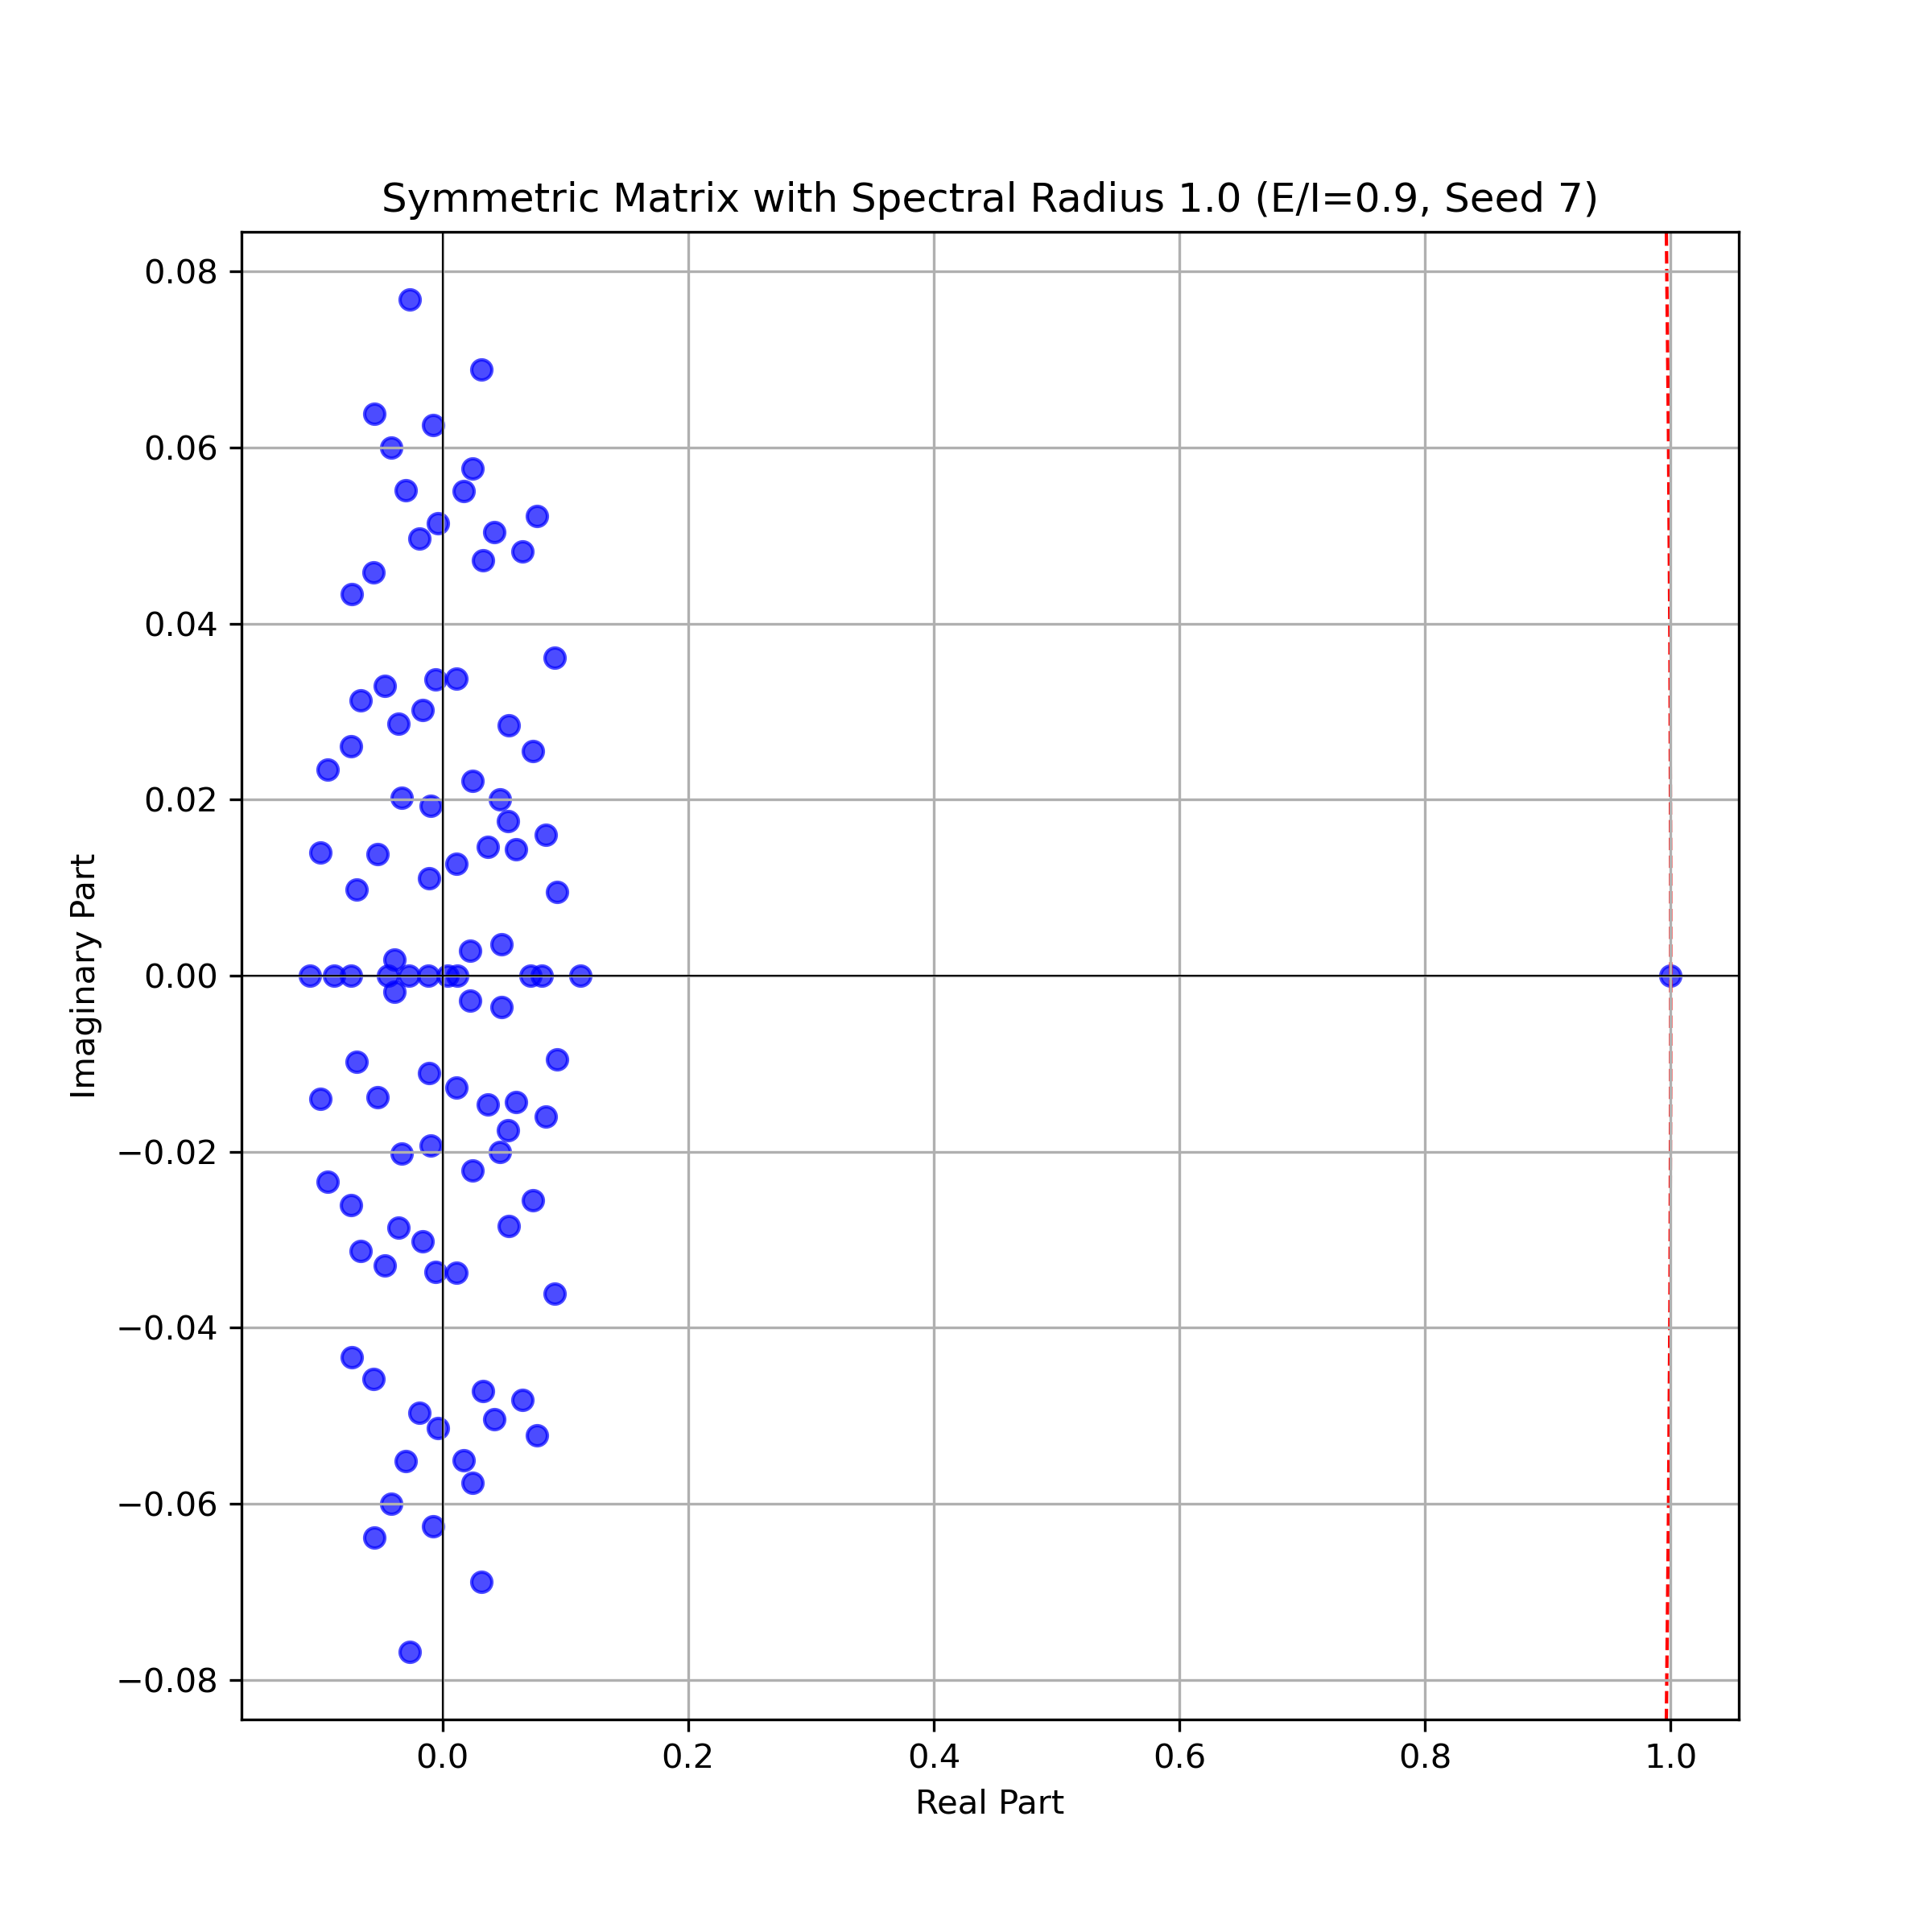 Symmetric Matrix with Spectral Radius 1.0 (E/I=0.9, Seed 7)
0.08
0.06
0.04
0.02
0.00
−0.02
−0.04
−0.06
−0.08
Imaginary Part
0.0 0.2 0.4 0.6 0.8 1.0
Real Part